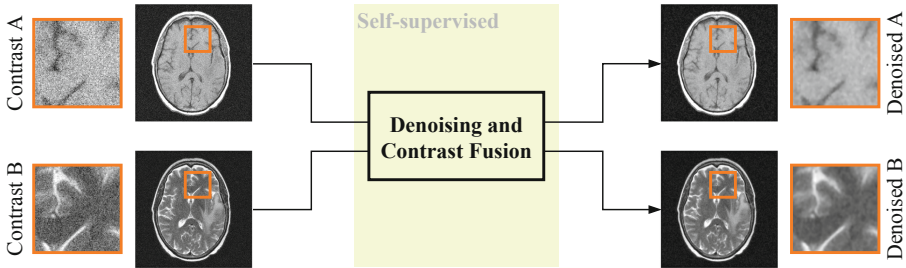 Contrast A
Self-supervised
Denoised A
Denoising and
Contrast Fusion
Contrast B
Denoised B